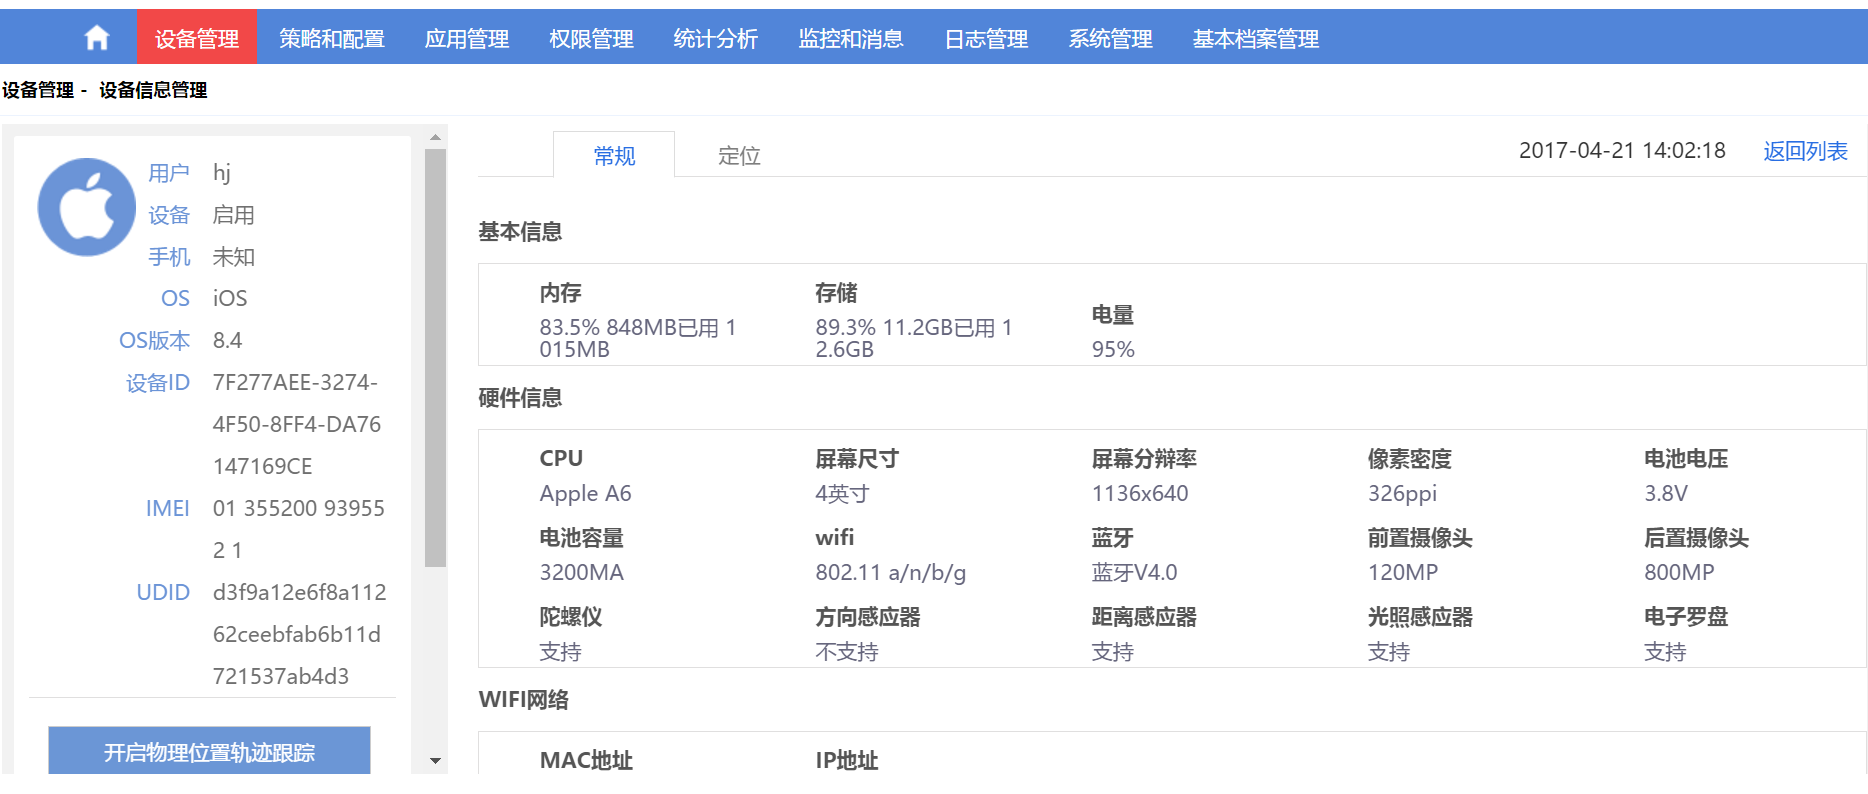 设备管理 策略和配置 应用管理 权限管理 统计分析 监控和消息 日志管理 系统管理 基本档案管理
设备管理 - 设备信息管理
用户 hj
设备 启用
手机 未知
OS iOS
OS版本 8.4
设备ID 7F277AEE-3274-
4F50-8FF4-DA76
147169CE
IMEI 01 355200 93955
2 1
UDID d3f9a12e6f8a112
62ceebfab6b11d
721537ab4d3
开启物理位置轨迹跟踪
常规 定位 2017-04-21 14:02:18 返回列表
基本信息
内存 存储 电量
83.5% 848MB已用 1 89.3% 11.2GB已用 1
015MB 2.6GB 95%
硬件信息
CPU 屏幕尺寸 屏幕分辩率 像素密度 电池电压
Apple A6 4英寸 1136x640 326ppi 3.8V
电池容量 wifi 蓝牙 前置摄像头 后置摄像头
3200MA 802.11 a/n/b/g 蓝牙V4.0 120MP 800MP
陀螺仪 方向感应器 距离感应器 光照感应器 电子罗盘
支持 不支持 支持 支持 支持
WIFI网络
MAC地址 IP地址